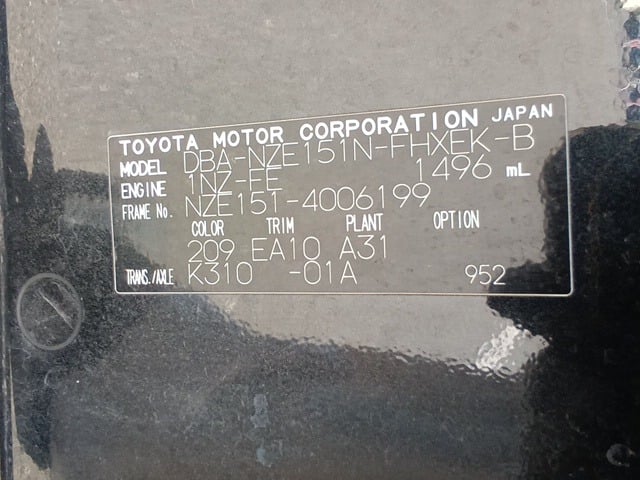 TOYOTA MOTOR CORPORATION JAPAN
MODEL DBA-NZE151N-FHXEK-B
ENGINE 1NZ-FE 1496 mL
FRAME No. NZE151-4006199
COLOR TRIM PLANT OPTION
209 EA10 A31
TRANS./AXLE K310 -01A 952